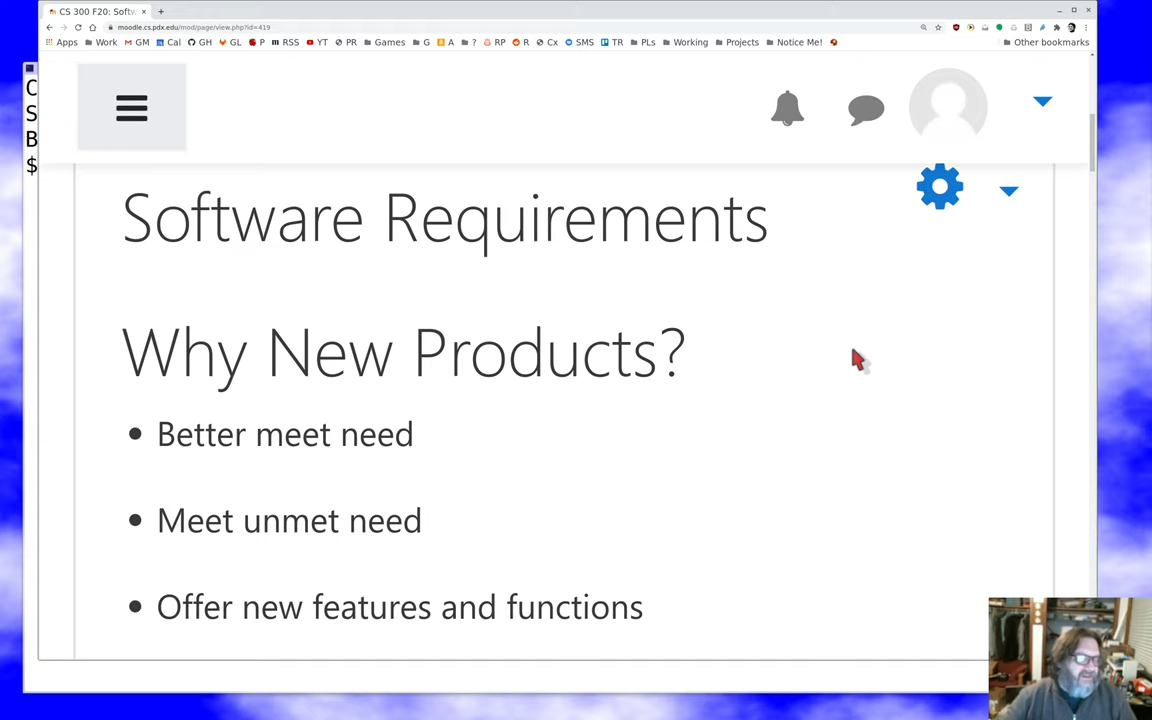 CS 300 F20: Softw
moodle.cs.pdx.edu/mod/page/view.php?id=419
Apps Work GM Cal GH GL P RSS YT PR Games G A ? RP R Cx SMS TR PLs Working Projects Notice Me! Other bookmarks
C
S
B
$
Software Requirements
Why New Products?
• Better meet need
• Meet unmet need
• Offer new features and functions